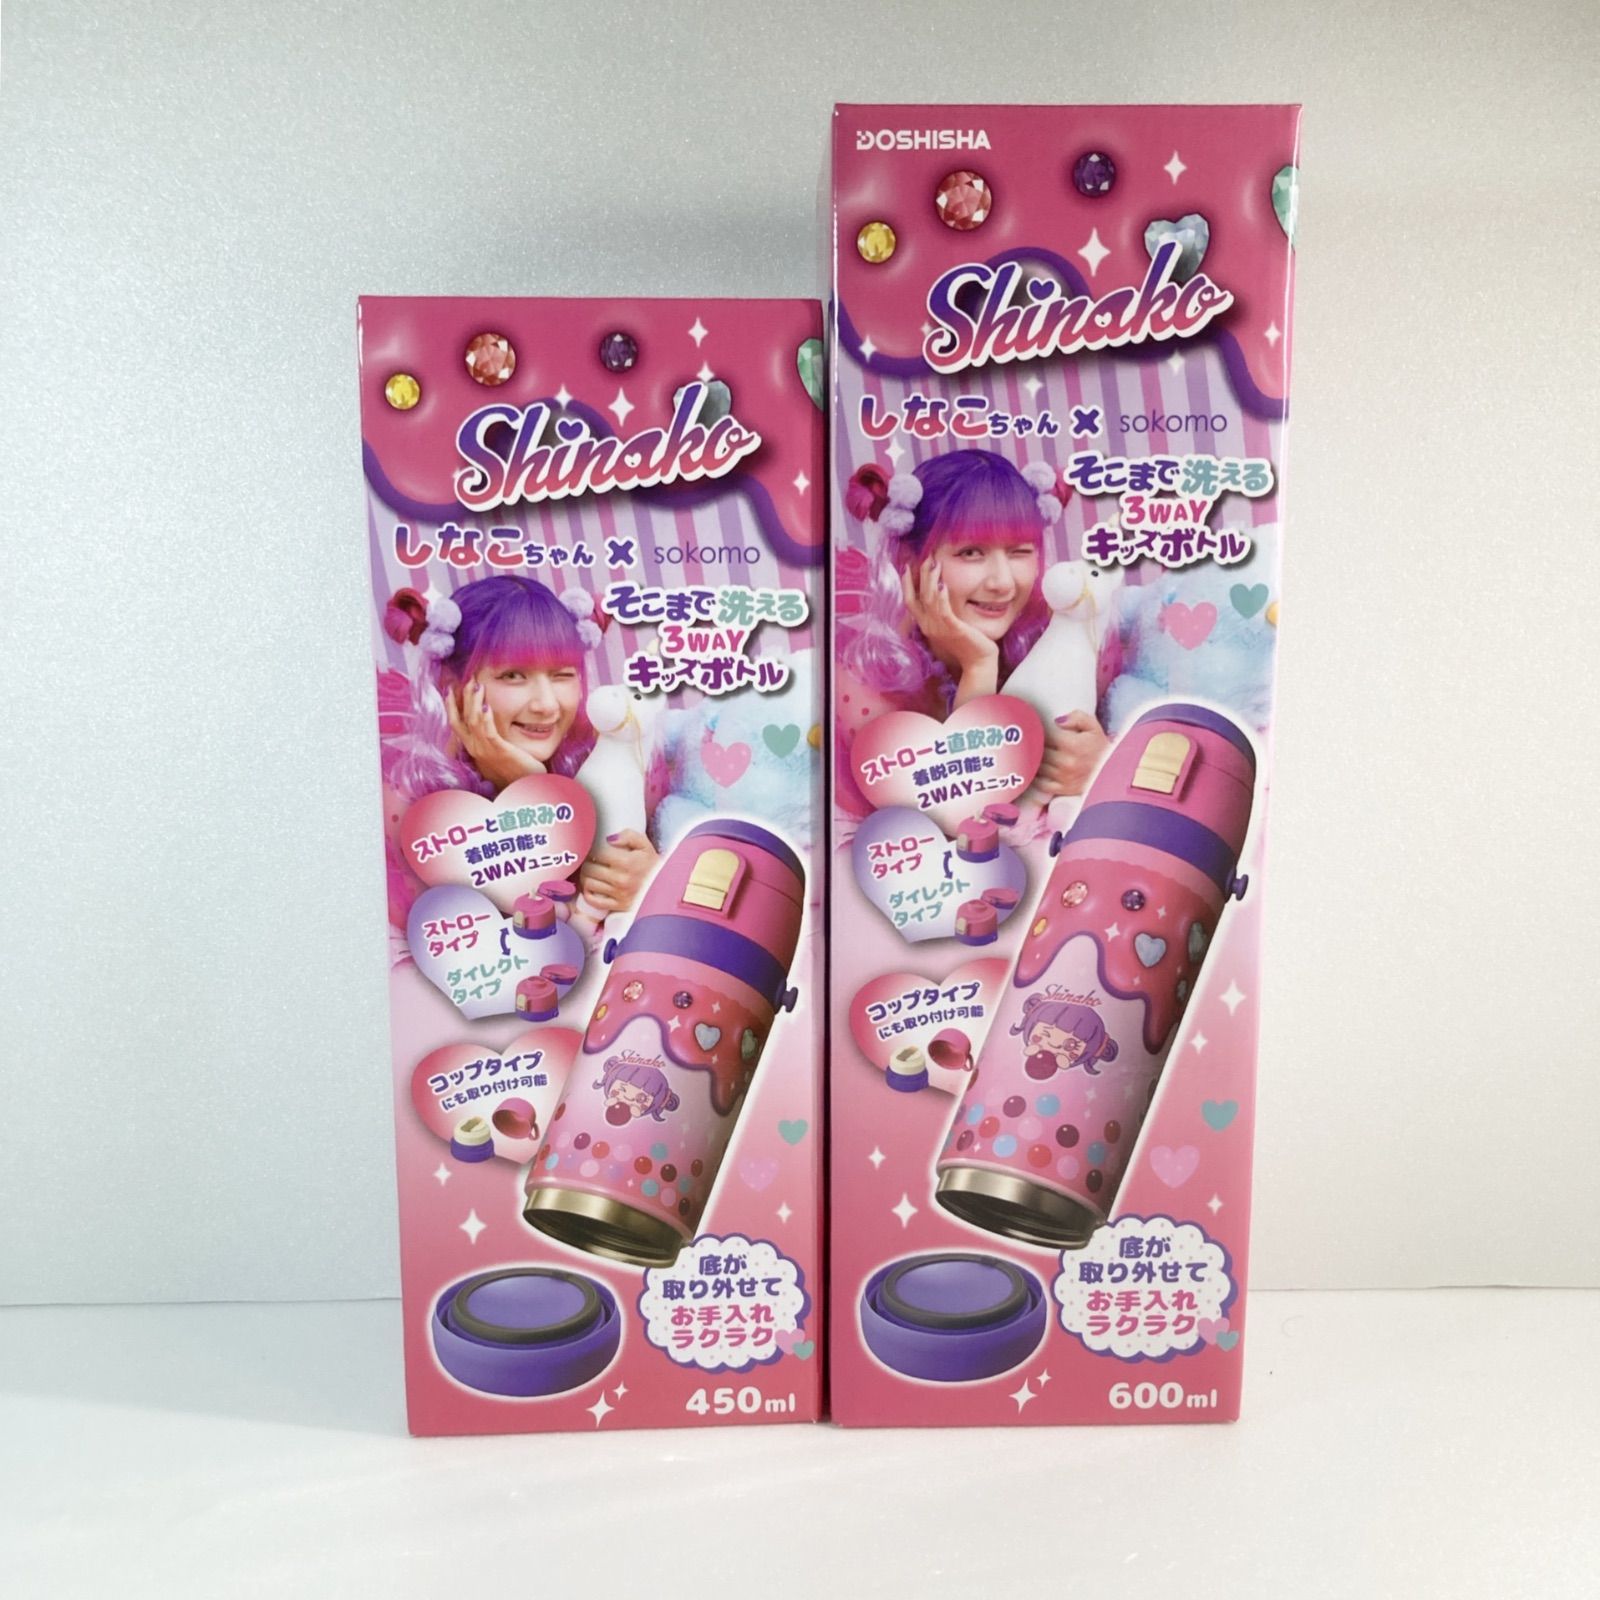 Shinako
しなこちゃん × sokomo
そこまで洗える
3WAY
キッズボトル
ストローと直飲みの
着脱可能な
2WAYユニット
ストロー
タイプ
ダイレクト
タイプ
コップタイプ
にも取り付け可能
Shinako
底が
取り外せて
お手入れ
ラクラク
450ml
DOSHISHA
Shinako
しなこちゃん × sokomo
そこまで洗える
3WAY
キッズボトル
ストローと直飲みの
着脱可能な
2WAYユニット
ストロー
タイプ
ダイレクト
タイプ
コップタイプ
にも取り付け可能
Shinako
底が
取り外せて
お手入れ
ラクラク
600ml